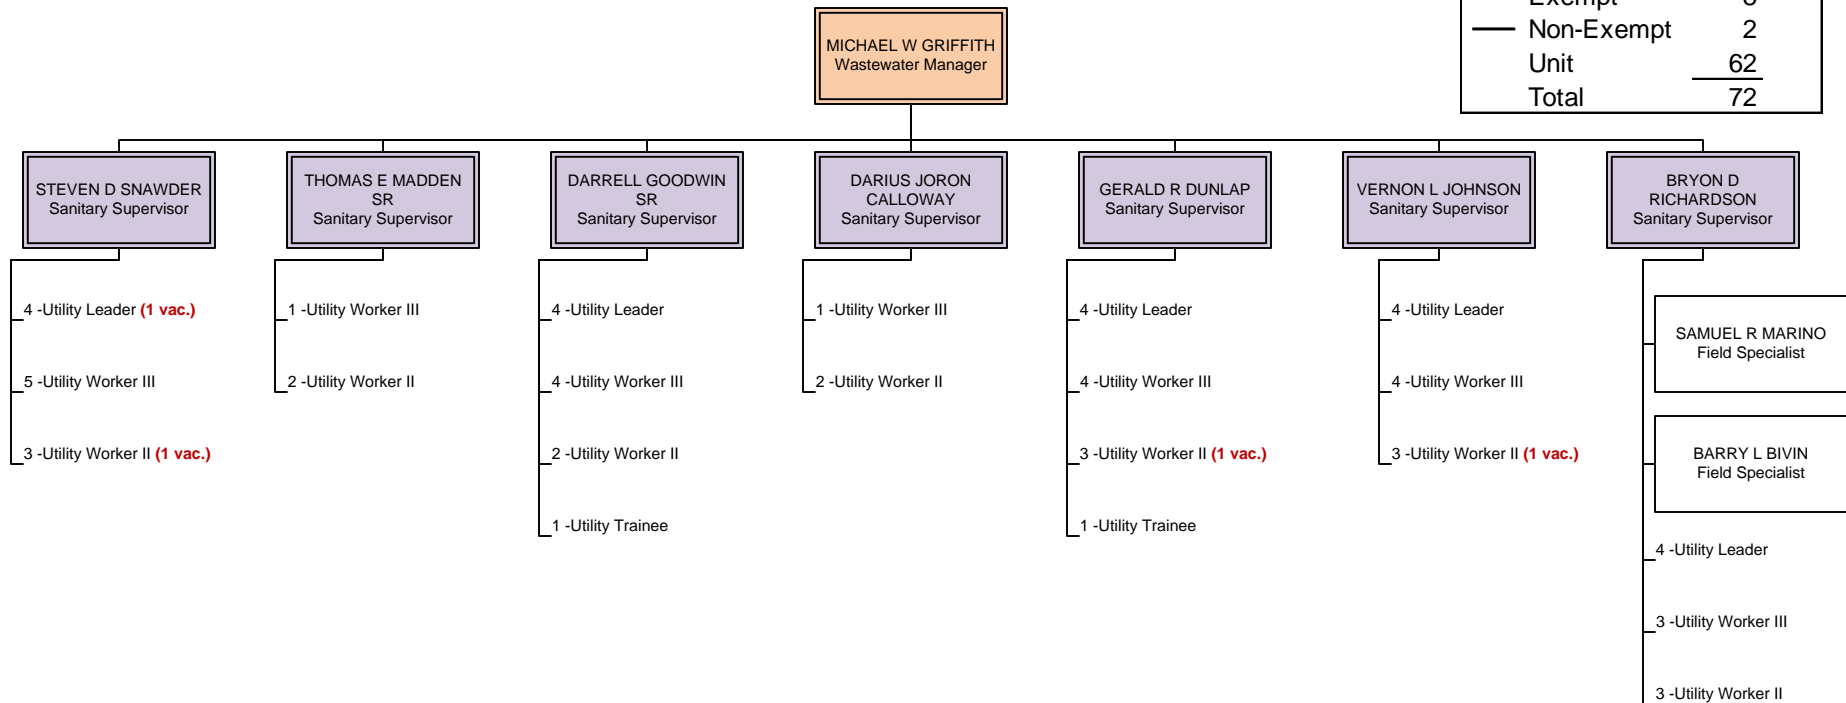 MICHAEL W GRIFFITH
Wastewater Manager
Non-Exempt 2
Unit 62
Total 72
STEVEN D SNAWDER
Sanitary Supervisor
4 -Utility Leader (1 vac.)
5 -Utility Worker III
3 -Utility Worker II (1 vac.)
THOMAS E MADDEN
SR
Sanitary Supervisor
1 -Utility Worker III
2 -Utility Worker II
DARRELL GOODWIN
SR
Sanitary Supervisor
4 -Utility Leader
4 -Utility Worker III
2 -Utility Worker II
1 -Utility Trainee
DARIUS JORON
CALLOWAY
Sanitary Supervisor
1 -Utility Worker III
2 -Utility Worker II
GERALD R DUNLAP
Sanitary Supervisor
4 -Utility Leader
4 -Utility Worker III
3 -Utility Worker II (1 vac.)
1 -Utility Trainee
VERNON L JOHNSON
Sanitary Supervisor
4 -Utility Leader
4 -Utility Worker III
3 -Utility Worker II (1 vac.)
BRYON D
RICHARDSON
Sanitary Supervisor
SAMUEL R MARINO
Field Specialist
BARRY L BIVIN
Field Specialist
4 -Utility Leader
3 -Utility Worker III
3 -Utility Worker II